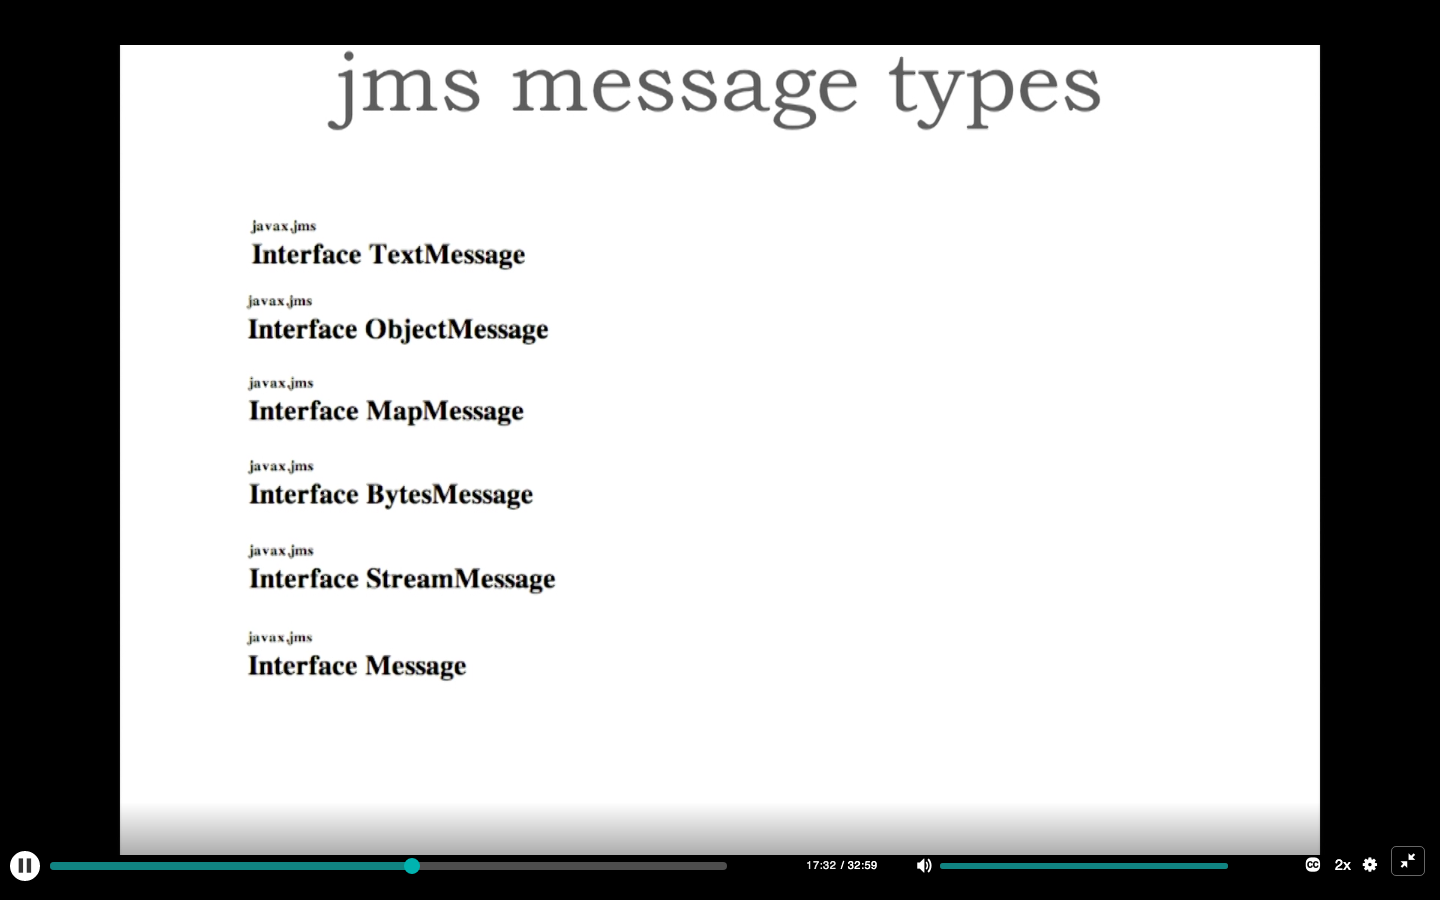 jms message types
javax.jms
Interface TextMessage
javax.jms
Interface ObjectMessage
javax.jms
Interface MapMessage
javax.jms
Interface BytesMessage
javax.jms
Interface StreamMessage
javax.jms
Interface Message
17:32 / 32:59
CC
2x